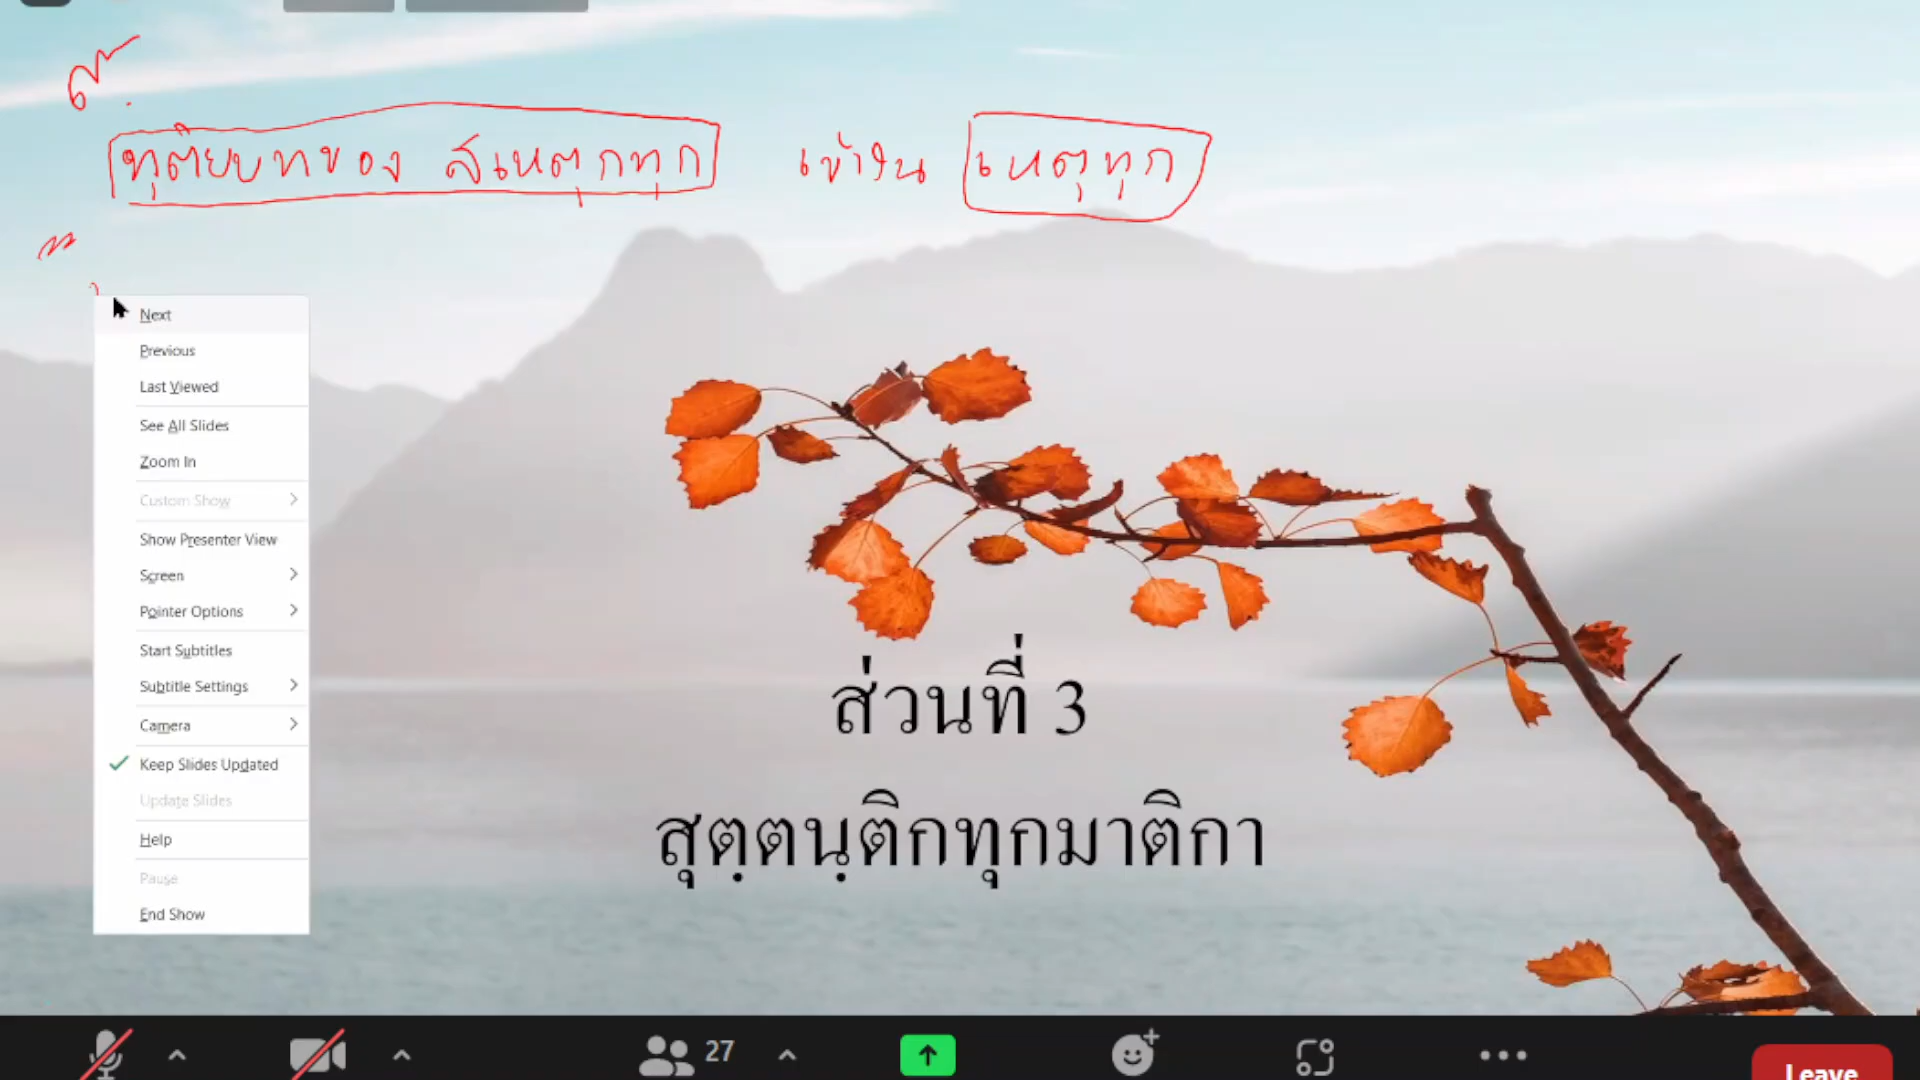 ทุติยบทของ สเหตุกทุก เข้าใน เหตุทุก
Next
Previous
Last Viewed
See All Slides
Zoom In
Custom Show
Show Presenter View
Screen
Pointer Options
Start Subtitles
Subtitle Settings
Camera
Keep Slides Updated
Update Slides
Help
Pause
End Show
ส่วนที่ 3
สุตฺตนฺติกทุกมาติกา
27
Leave